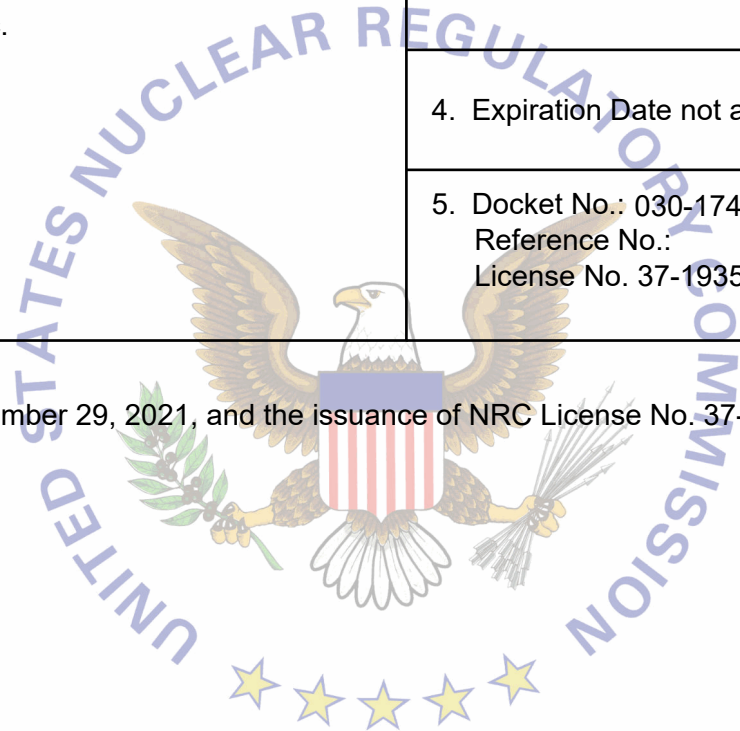 .
4. Expiration Date not a
5. Docket No.: 030-174
Reference No.:
License No. 37-1935
mber 29, 2021, and the issuance of NRC License No. 37-
UNITED STATES NUCLEAR REGULATORY COMMISSION